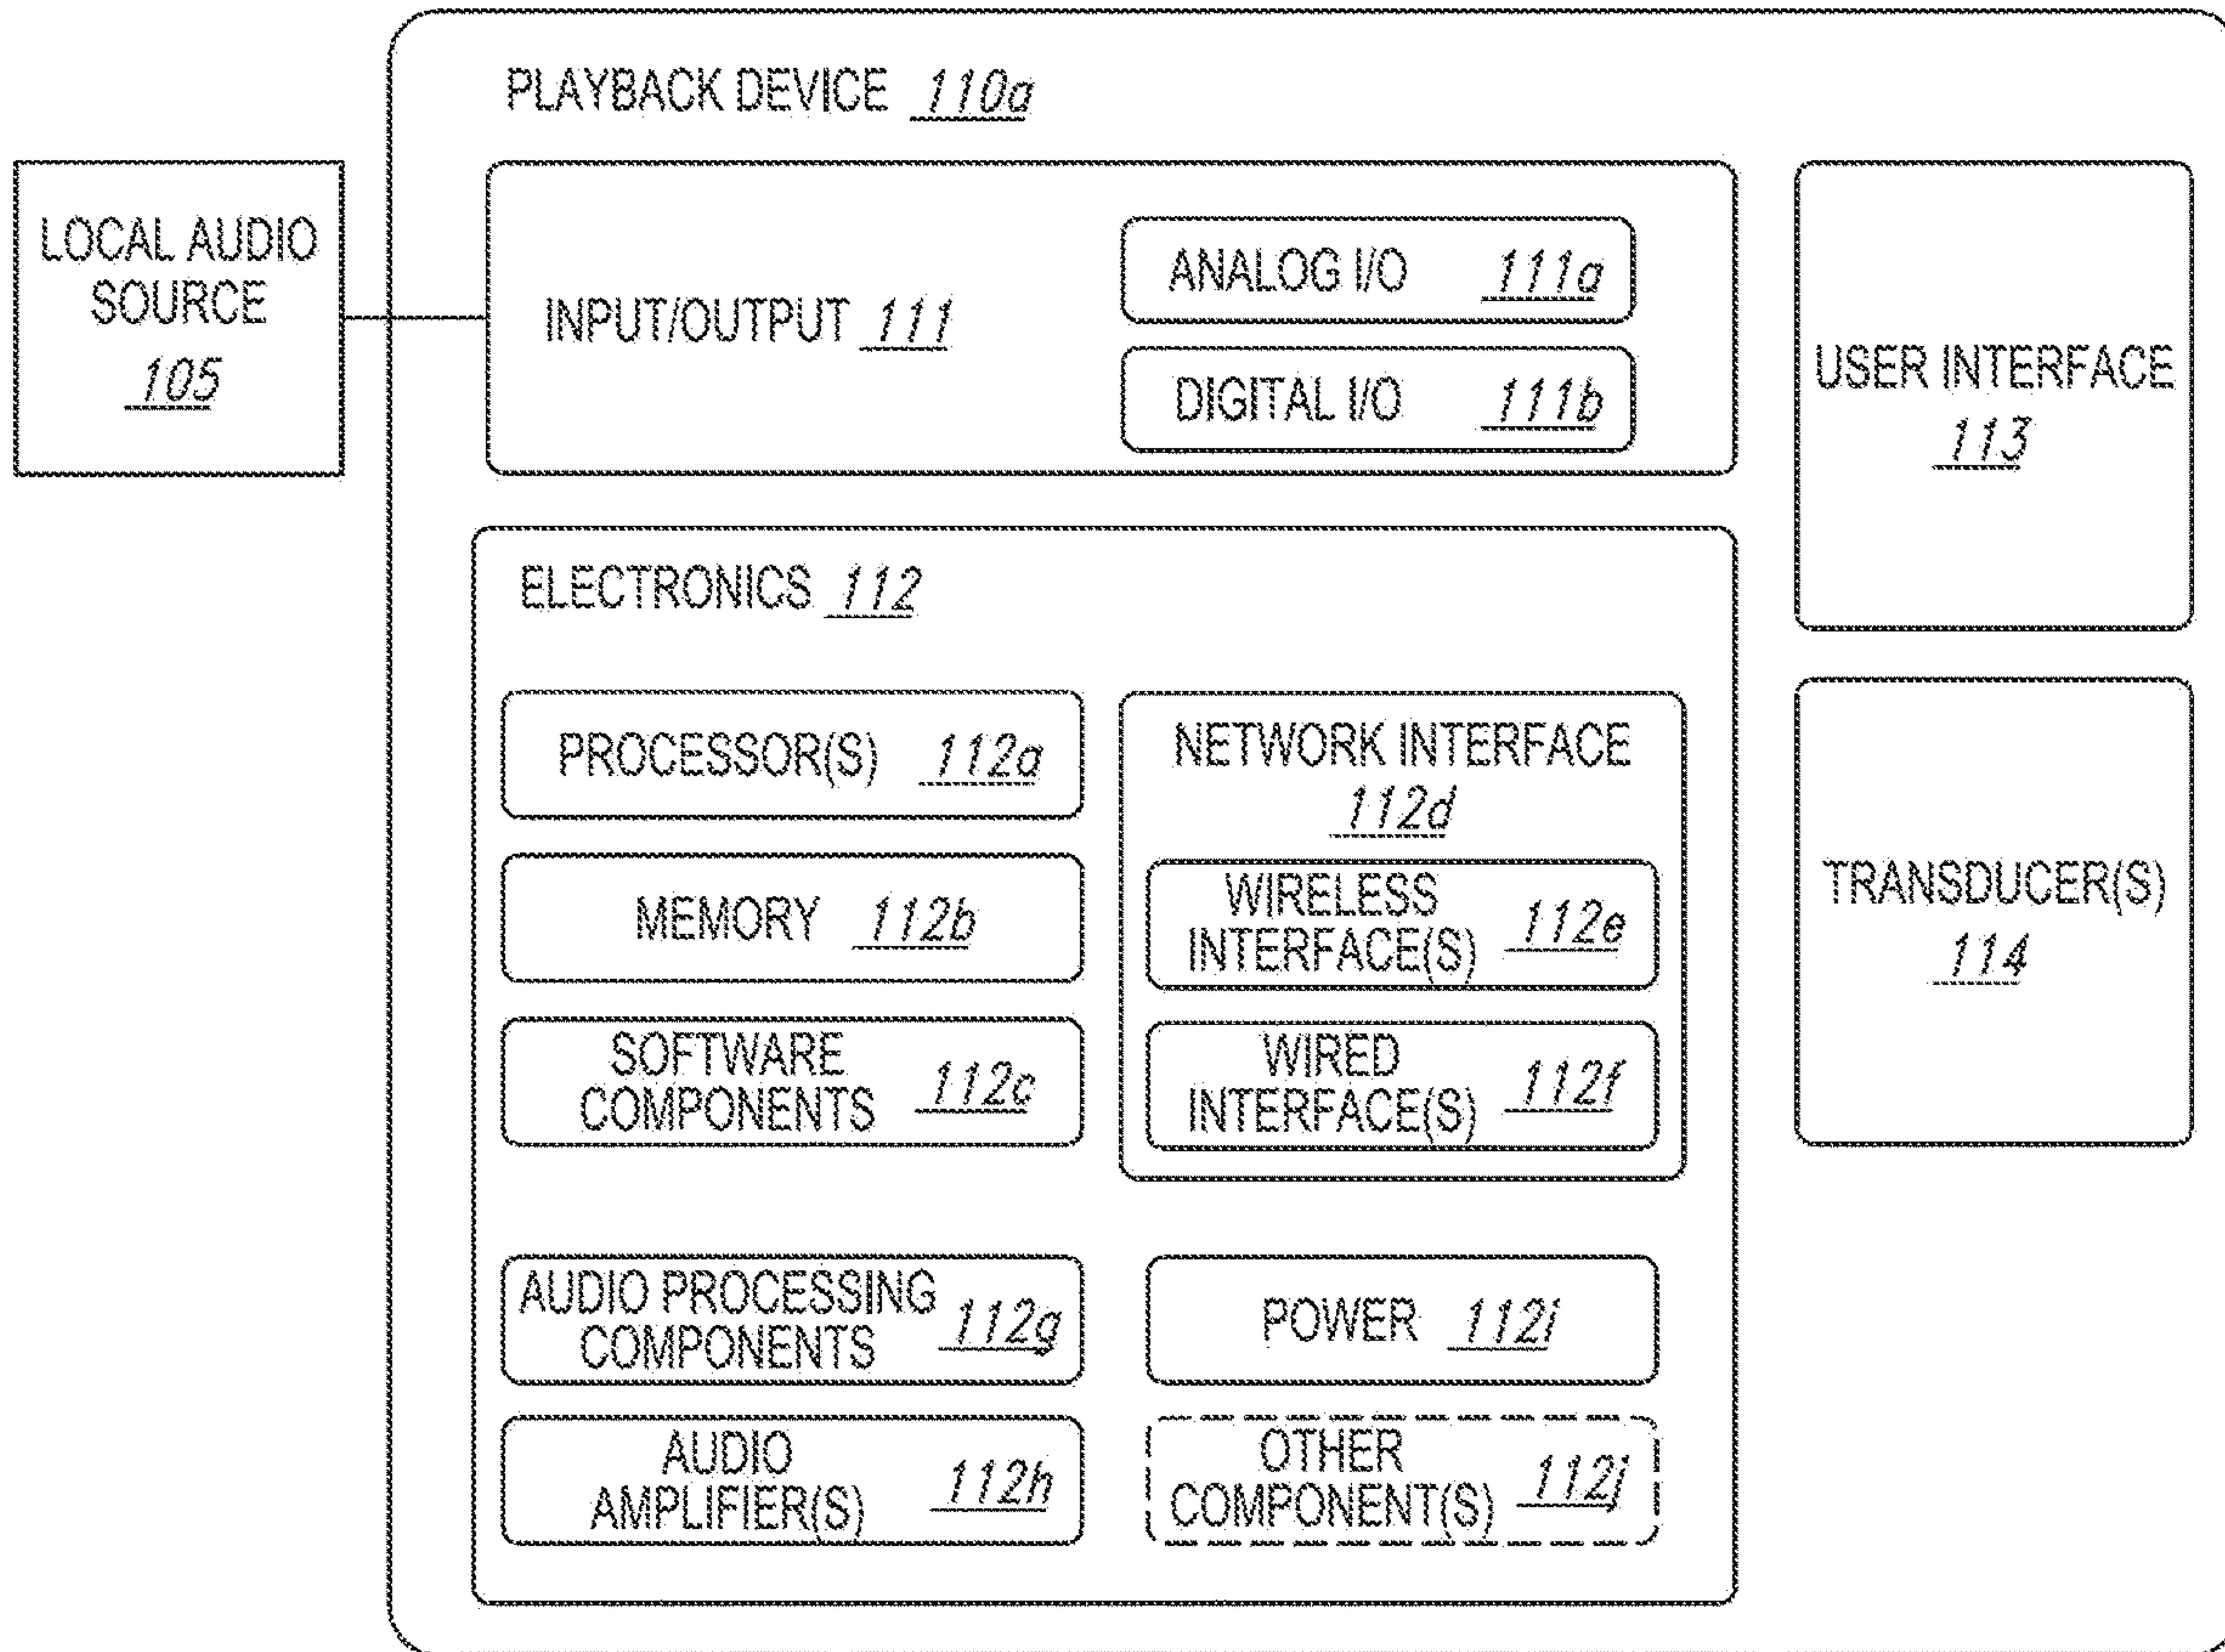 PLAYBACK DEVICE 110a
LOCAL AUDIO
SOURCE
105
INPUT/OUTPUT 111
ANALOG I/O 111a
DIGITAL I/O 111b
USER INTERFACE
113
ELECTRONICS 112
PROCESSOR(S) 112a
MEMORY 112b
SOFTWARE
COMPONENTS 112c
NETWORK INTERFACE
112d
WIRELESS
INTERFACE(S) 112e
WIRED
INTERFACE(S) 112f
TRANSDUCER(S)
114
AUDIO PROCESSING
COMPONENTS 112g
POWER 112i
AUDIO
AMPLIFIER(S) 112h
OTHER
COMPONENT(S) 112j